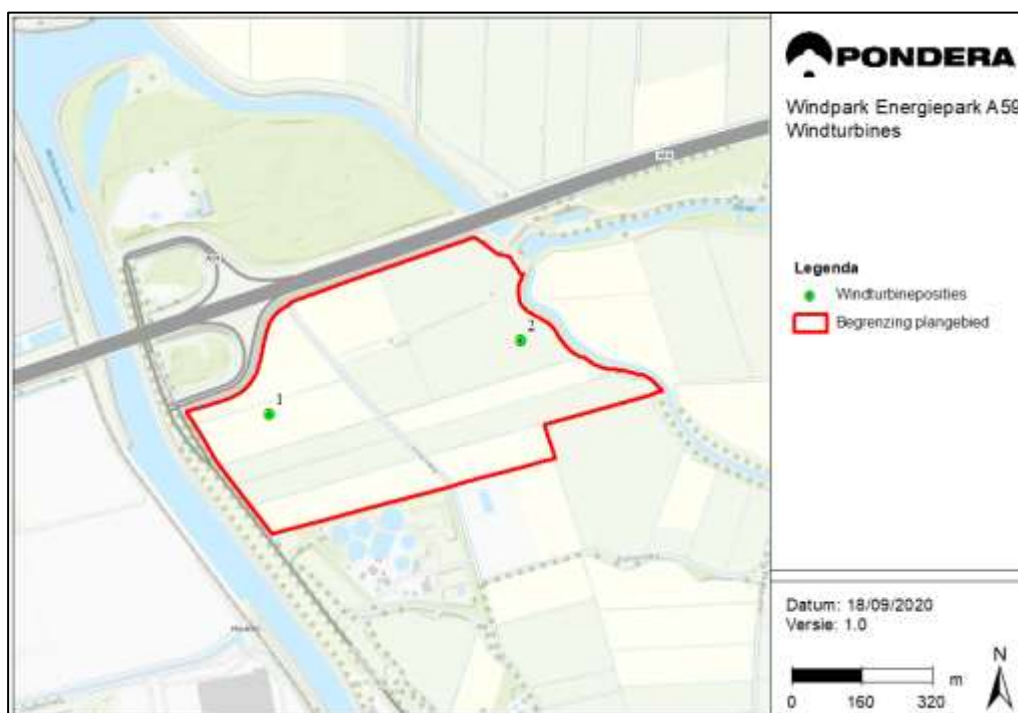 PONDERA
Windpark Energiepark A59
Windturbines
Legenda
Windturbineposities
Begrenzing plangebied
Datum: 18/09/2020
Versie: 1.0
N
0 160 320 m
A59
A59
1
2